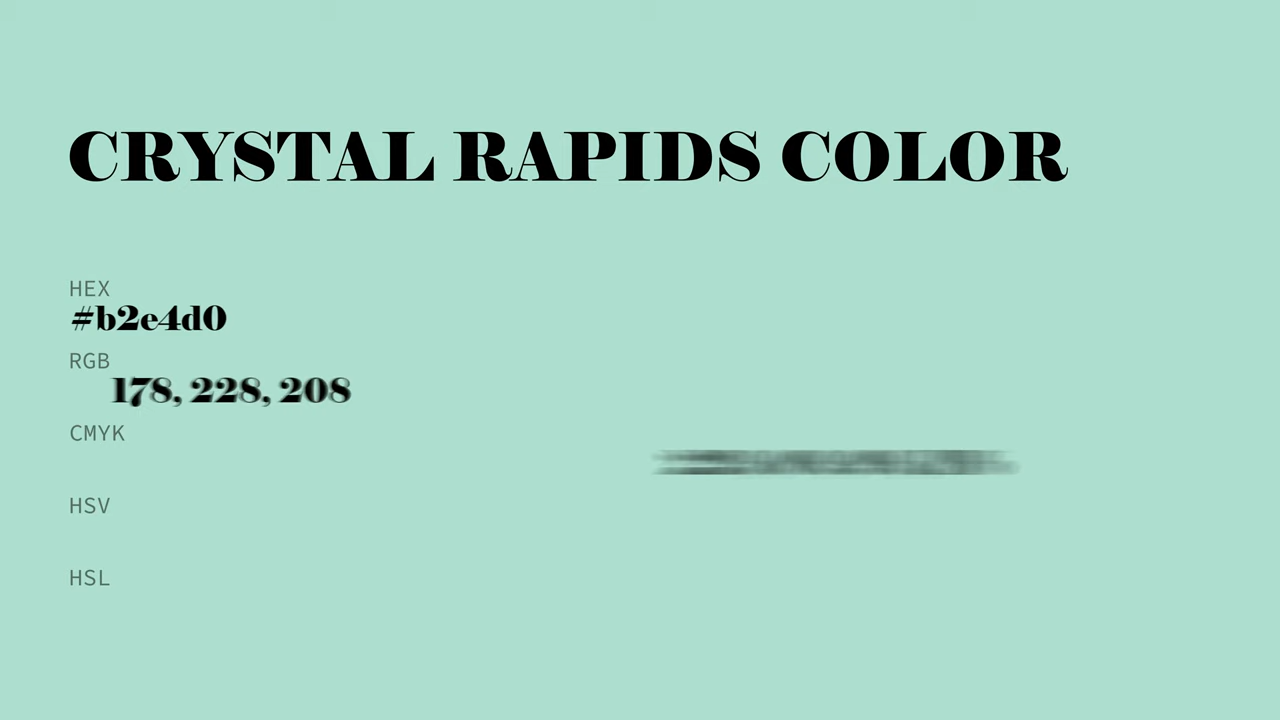 CRYSTAL RAPIDS COLOR
HEX
#b2e4d0
RGB
178, 228, 208
CMYK
HSV
HSL